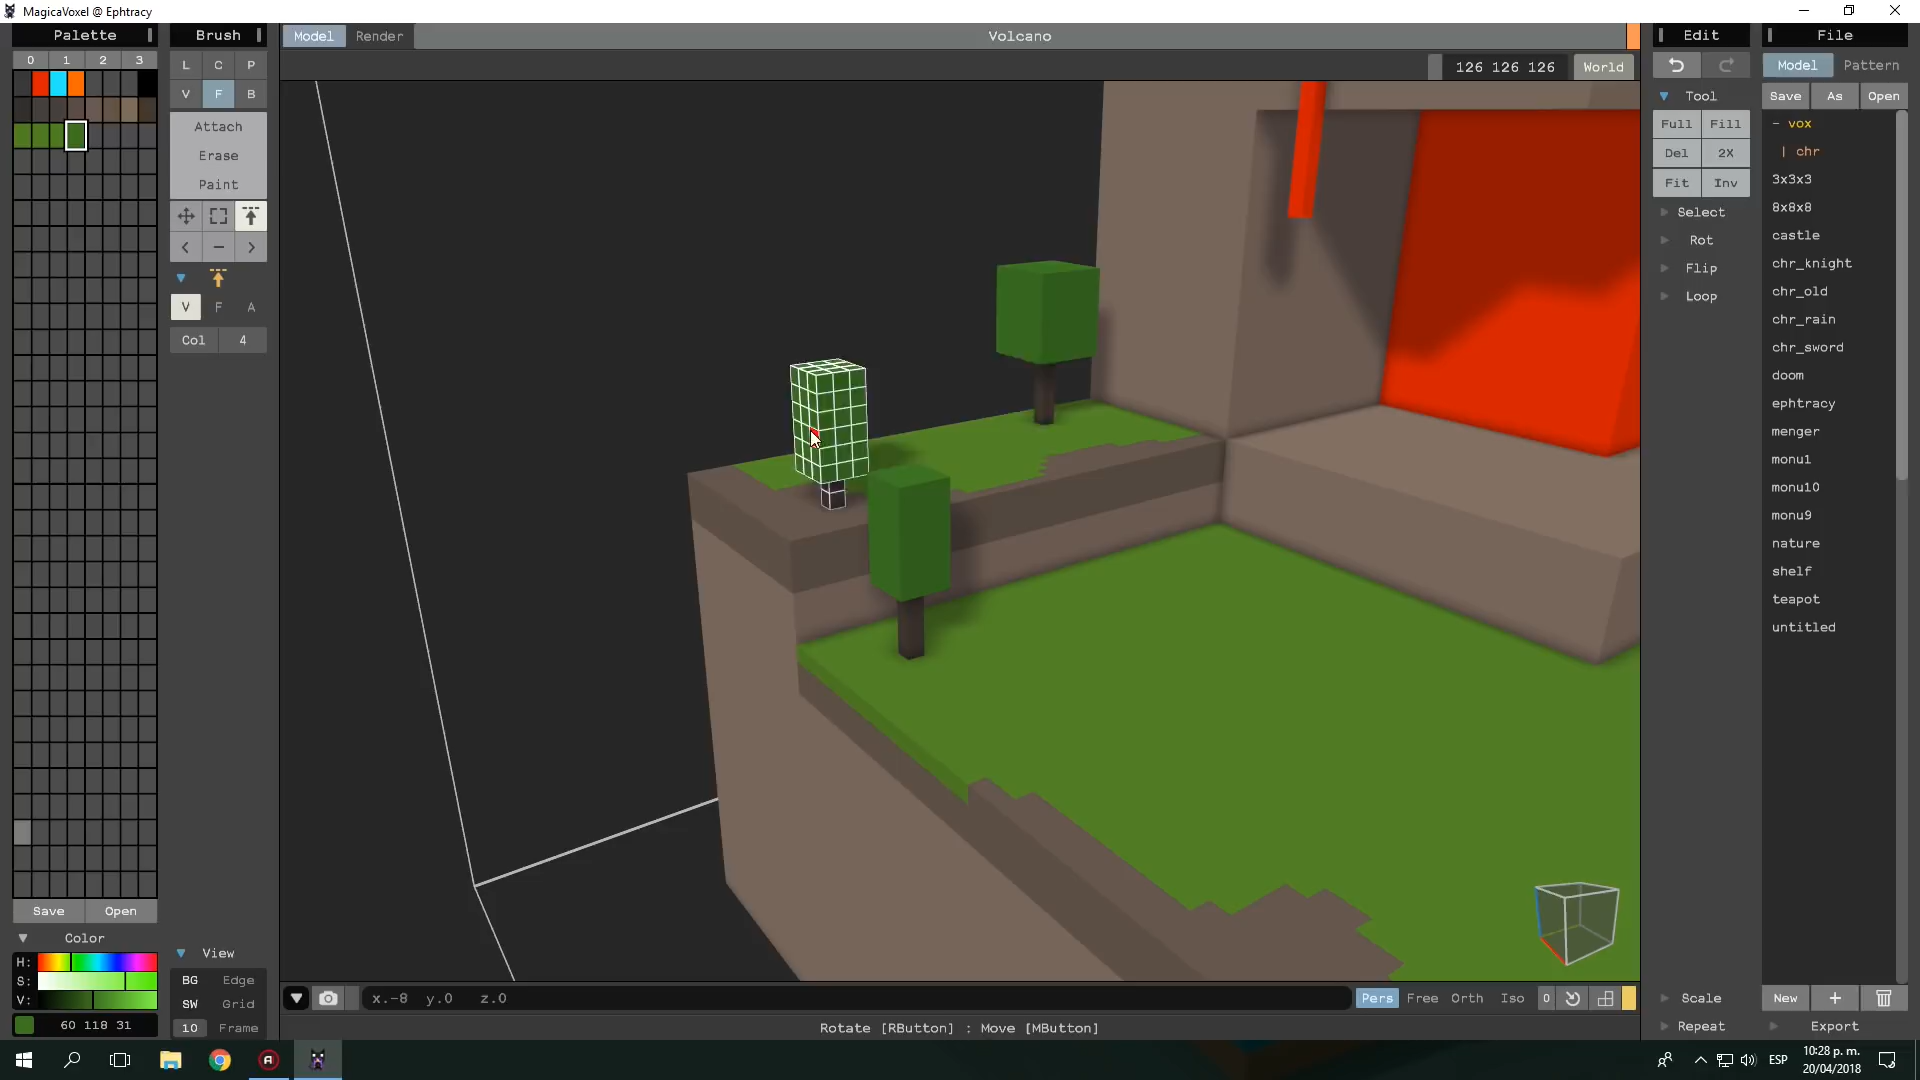 MagicaVoxel @ Ephtracy
Palette
0 1 2 3
Save Open
Color
H:
S:
V:
60 118 31
Brush
L C P
V F B
Attach
Erase
Paint
V F A
Col 4
View
BG Edge
SW Grid
10 Frame
Model Render Volcano
126 126 126 World
x.-8 y.0 z.0
Pers Free Orth Iso 0
Rotate [RButton] : Move [MButton]
Edit
Tool
Full Fill
Del 2X
Fit Inv
Select
Rot
Flip
Loop
Scale
Repeat
File
Model Pattern
Save As Open
- vox
| chr
3x3x3
8x8x8
castle
chr_knight
chr_old
chr_rain
chr_sword
doom
ephtracy
menger
monu1
monu10
monu9
nature
shelf
teapot
untitled
New +
Export
ESP
10:28 p. m.
20/04/2018